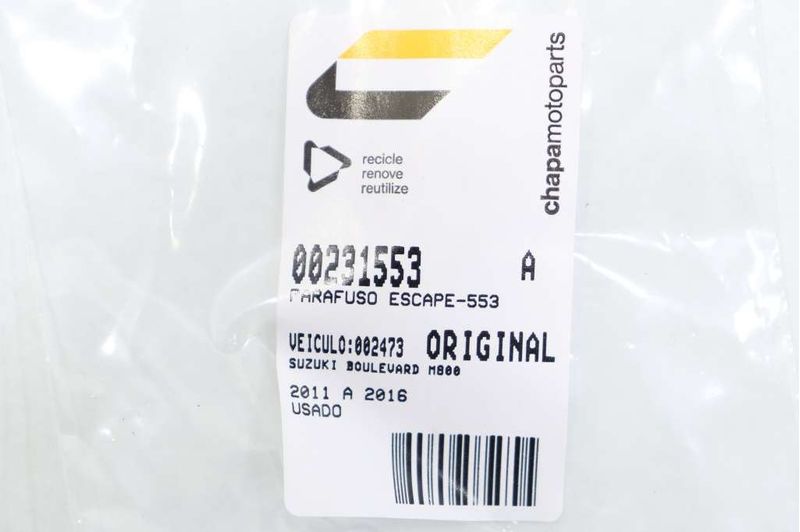 chapamotoparts
recicle
renove
reutilize
00231553 A
PARAFUSO ESCAPE-553
VEICULO:002473 ORIGINAL
SUZUKI BOULEVARD M800
2011 A 2016
USADO